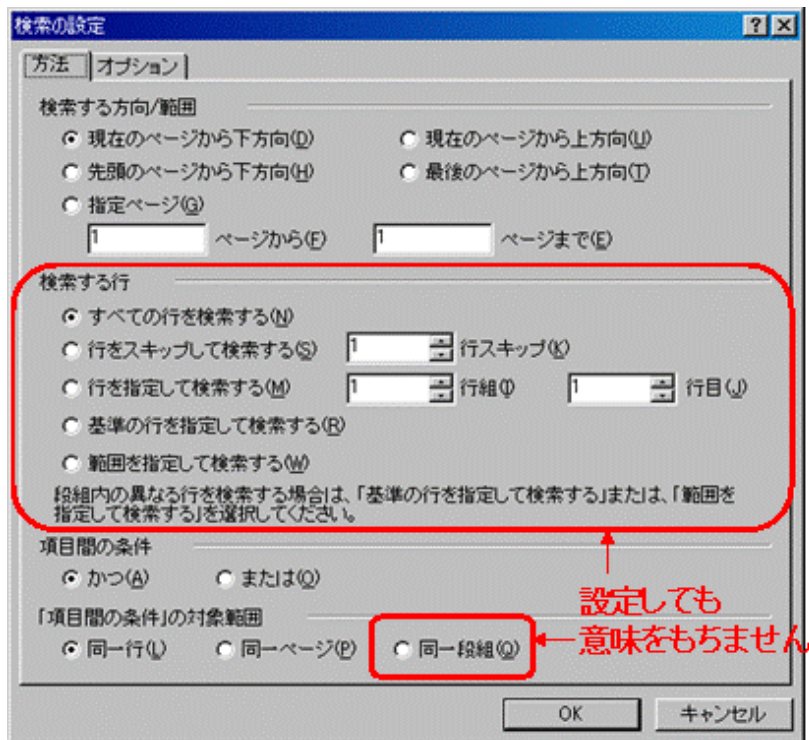 検索の設定
方法 オプション
検索する方向/範囲
現在のページから下方向(D) 現在のページから上方向(U)
先頭のページから下方向(H) 最後のページから上方向(T)
指定ページ(G)
1 ページから(F) 1 ページまで(E)
検索する行
すべての行を検索する(N)
行をスキップして検索する(S) 1 行スキップ(K)
行を指定して検索する(M) 1 行組(I) 1 行目(J)
基準の行を指定して検索する(R)
範囲を指定して検索する(W)
段組内の異なる行を検索する場合は、「基準の行を指定して検索する」または、「範囲を
指定して検索する」を選択してください。
項目間の条件
かつ(A) または(O)
設定しても
意味をもちません
「項目間の条件」の対象範囲
同一行(L) 同一ページ(P) 同一段組(Q)
OK キャンセル